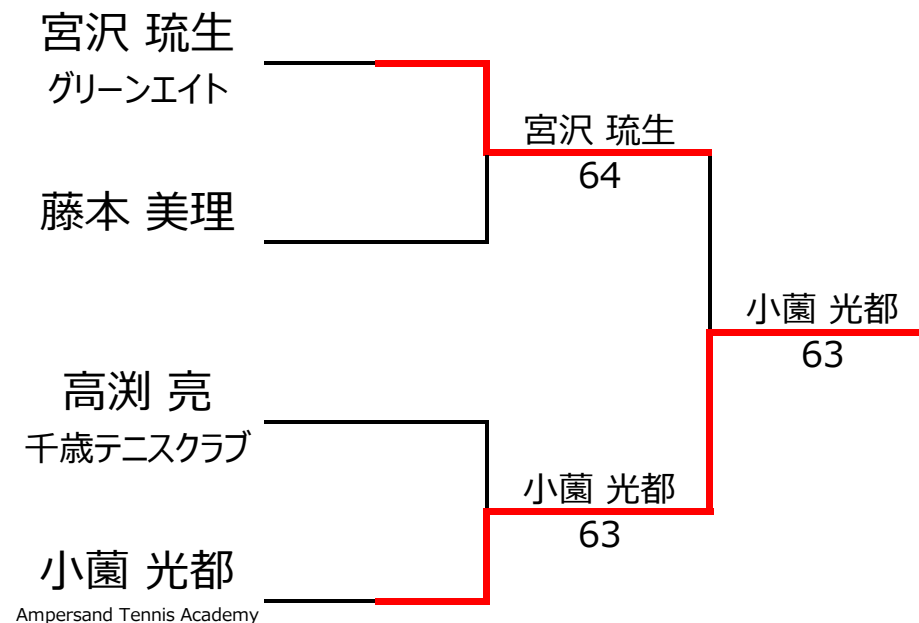 宮沢 琉生
グリーンエイト
宮沢 琉生
64
藤本 美理
小薗 光都
63
高渕 亮
千歳テニスクラブ
小薗 光都
63
小薗 光都
Ampersand Tennis Academy